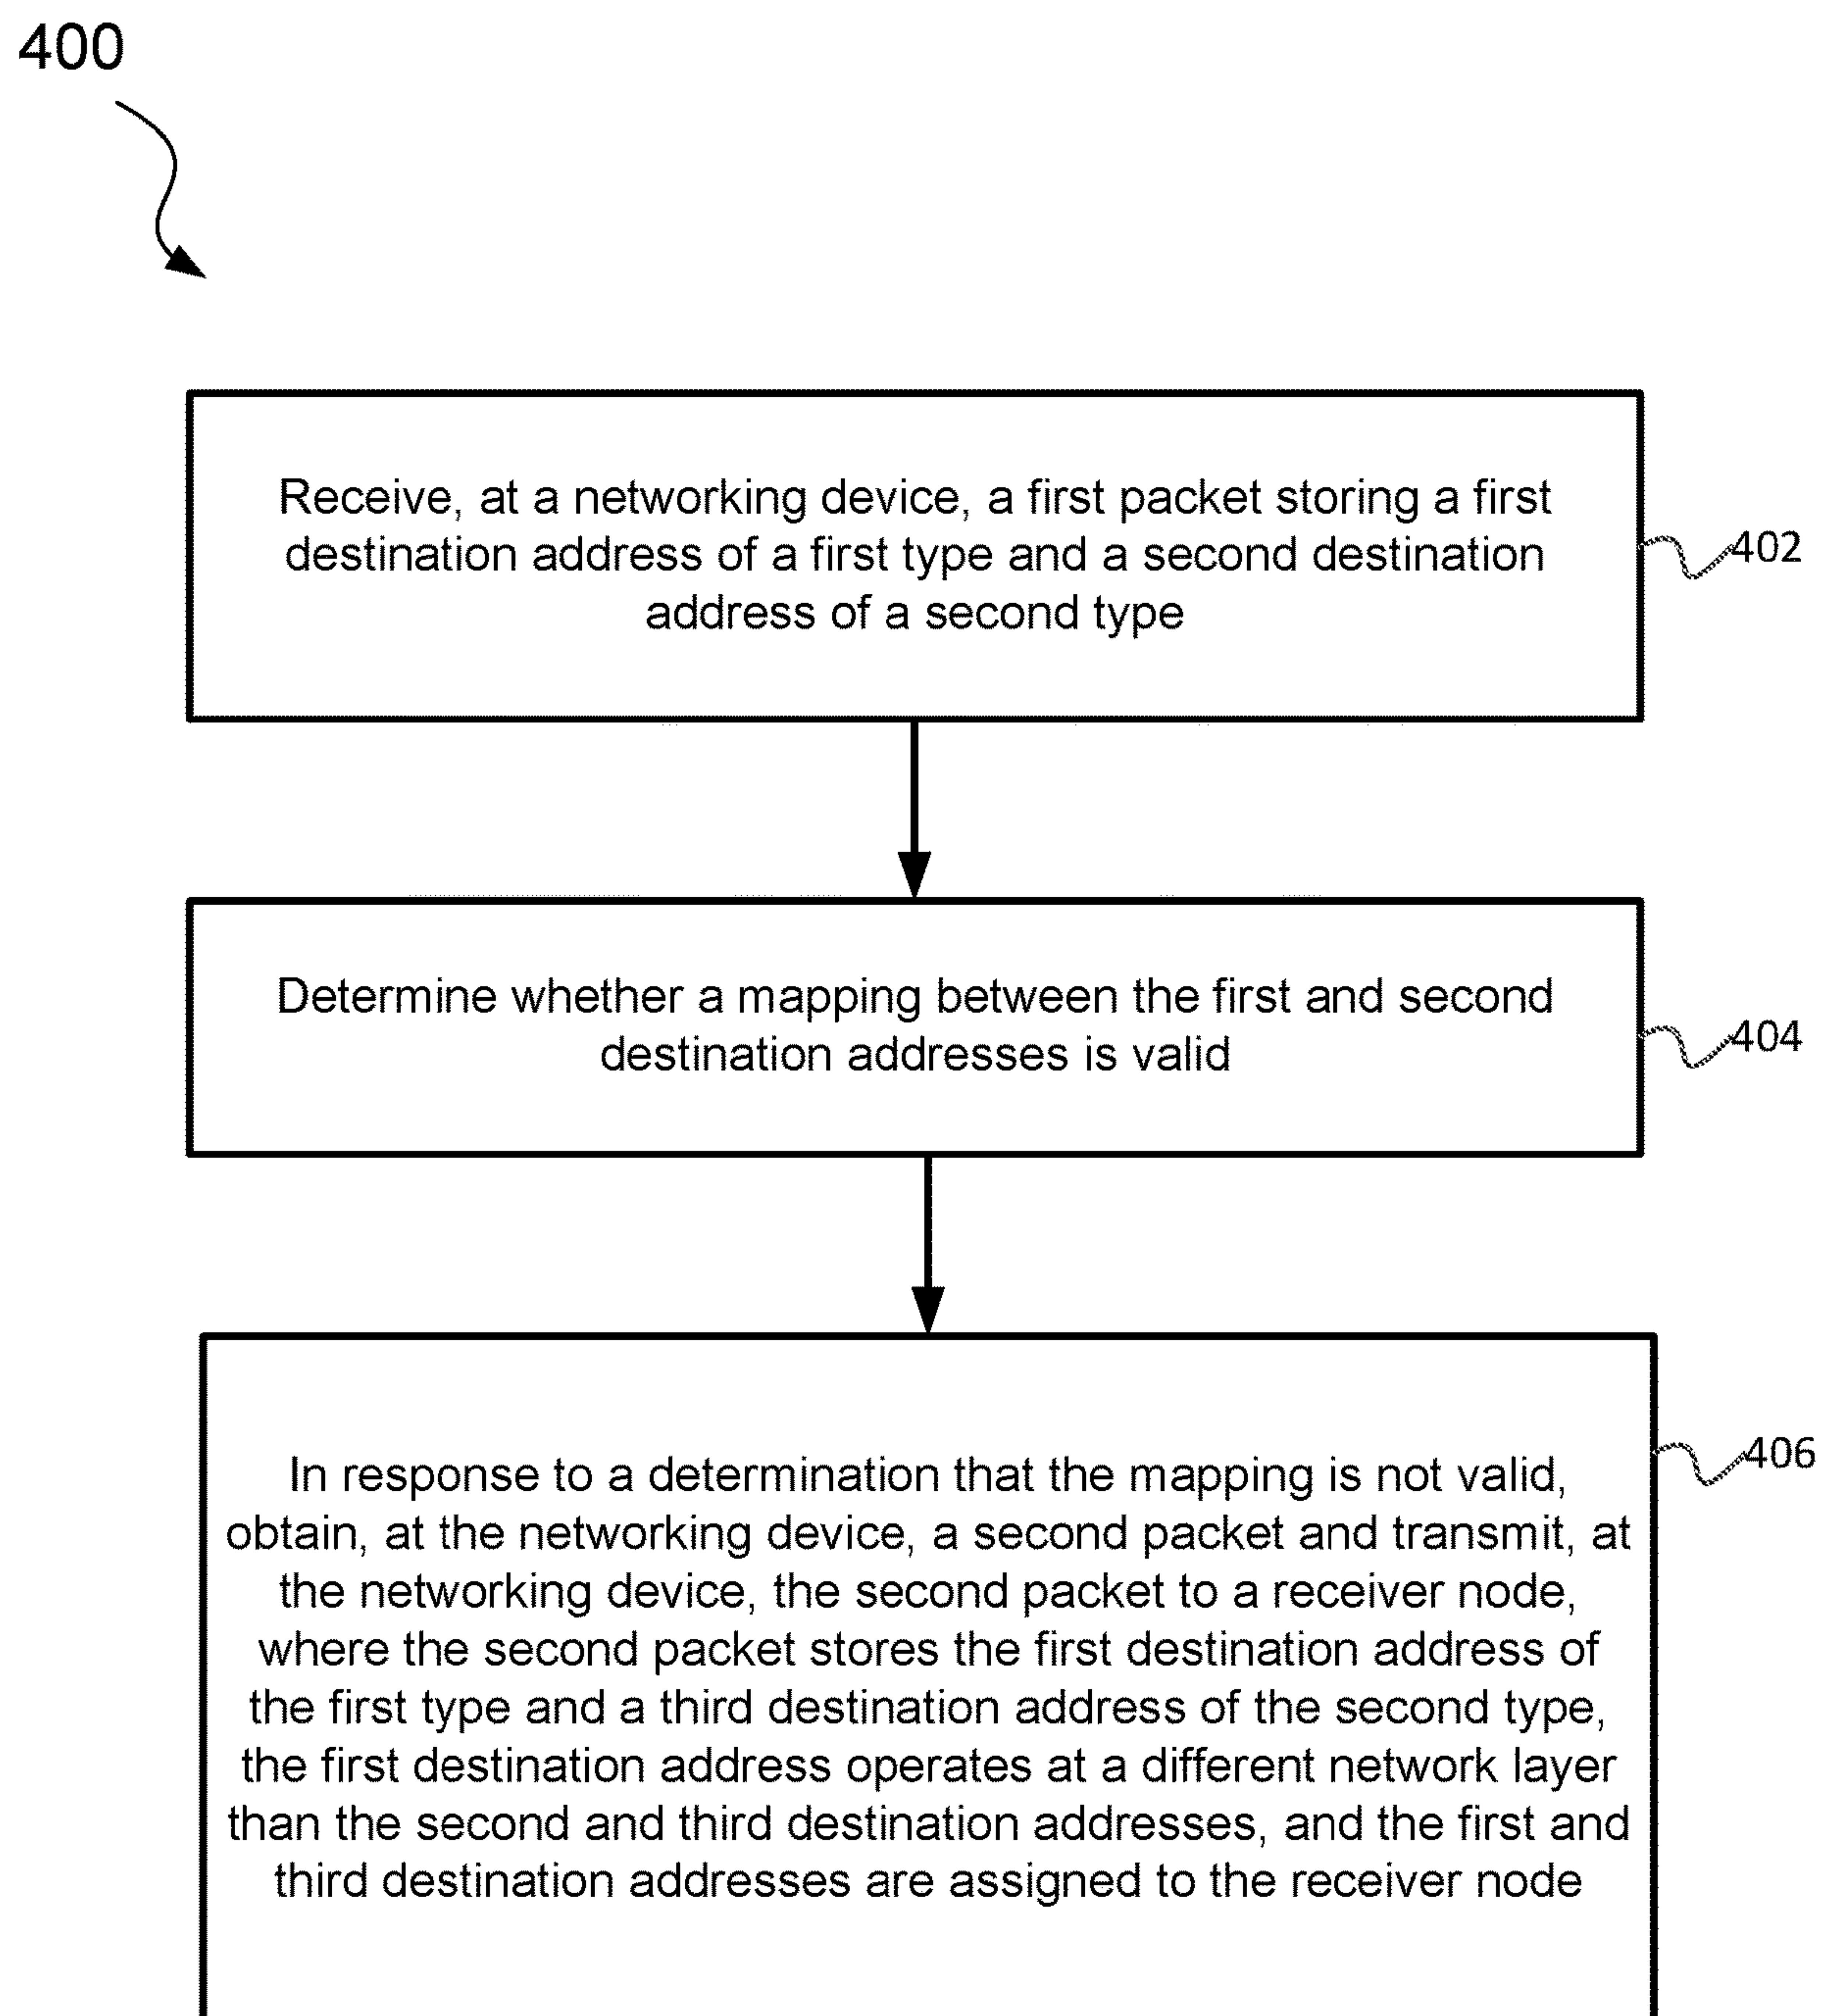 400
Receive, at a networking device, a first packet storing a first
destination address of a first type and a second destination
address of a second type
402
Determine whether a mapping between the first and second
destination addresses is valid
404
In response to a determination that the mapping is not valid,
obtain, at the networking device, a second packet and transmit, at
the networking device, the second packet to a receiver node,
where the second packet stores the first destination address of
the first type and a third destination address of the second type,
the first destination address operates at a different network layer
than the second and third destination addresses, and the first and
third destination addresses are assigned to the receiver node
406